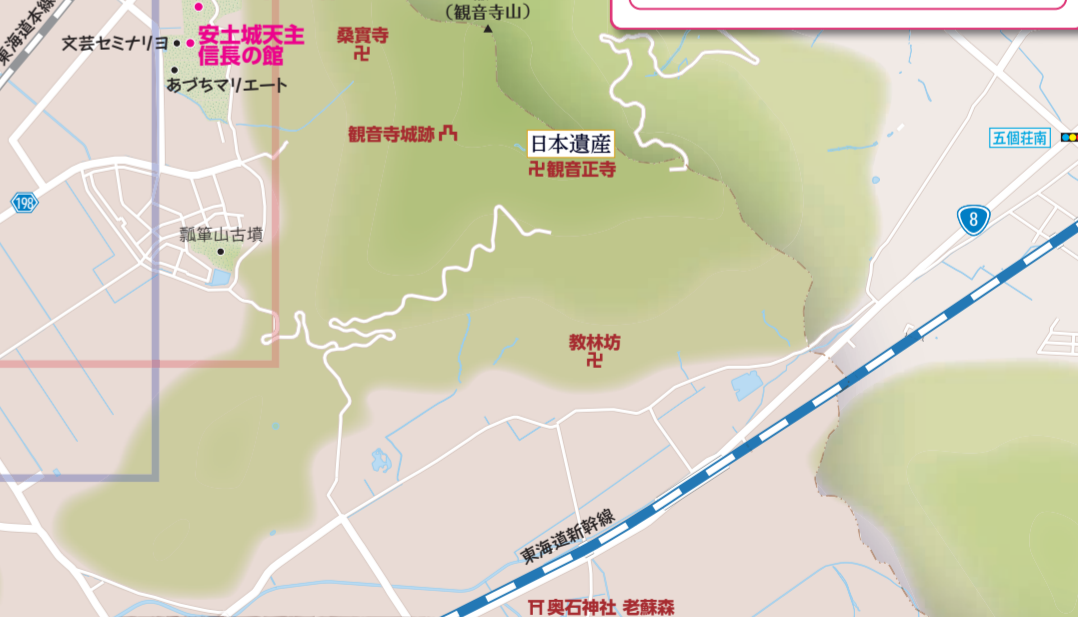 東海道本線
(観音寺山)
文芸セミナリヨ
安土城天主
信長の館
桑實寺
あづちマリエート
観音寺城跡
日本遺産
観音正寺
五個荘南
198
8
瓢箪山古墳
教林坊
東海道新幹線
奥石神社 老蘇森